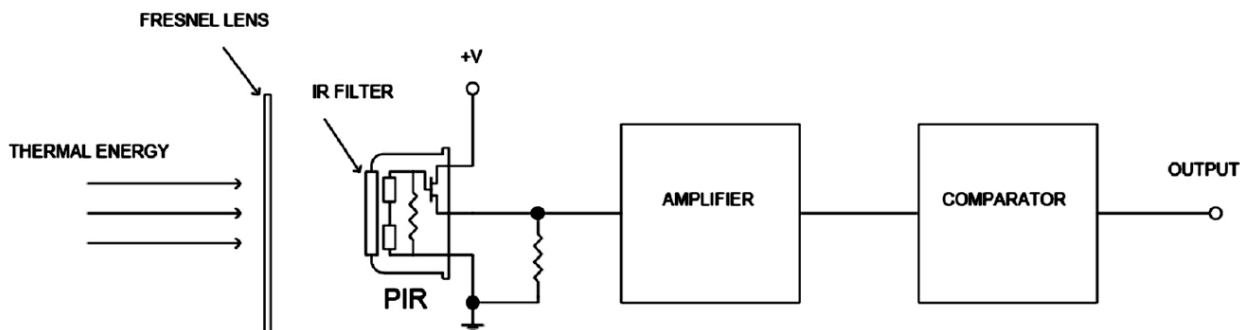 FRESNEL LENS
+V
IR FILTER
THERMAL ENERGY
OUTPUT
AMPLIFIER
COMPARATOR
PIR